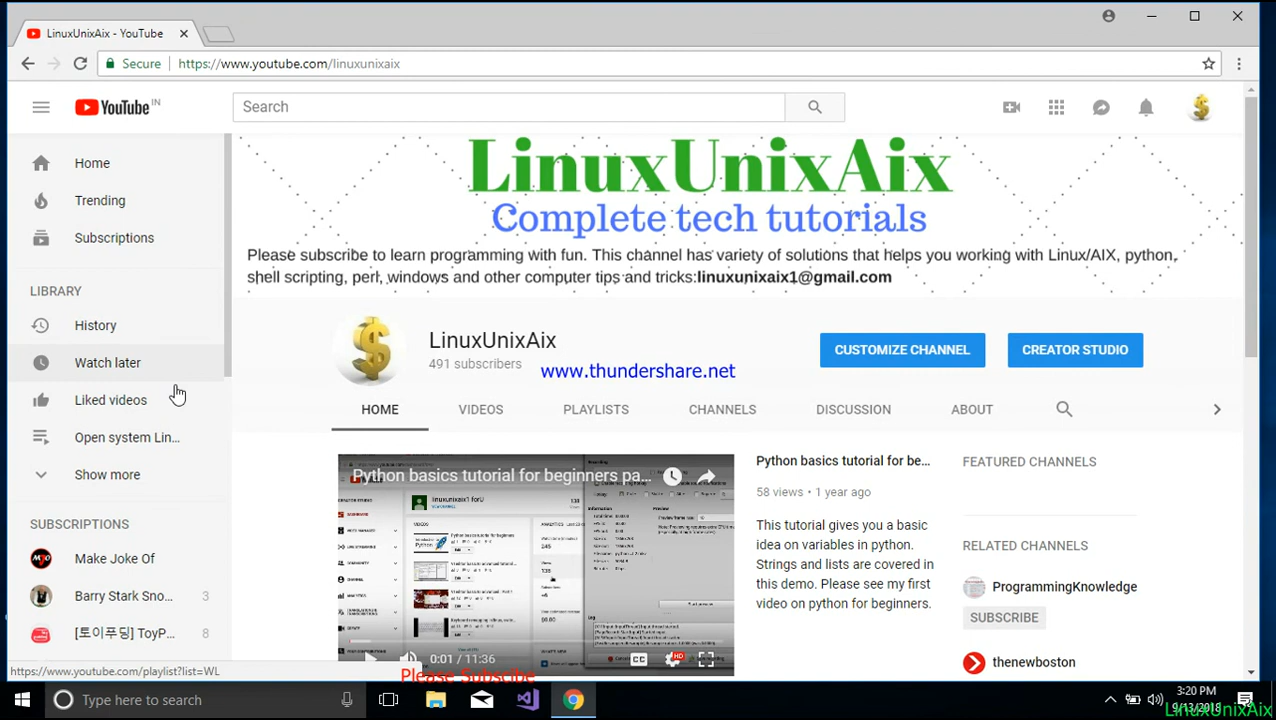 LinuxUnixAix - YouTube
Secure https://www.youtube.com/linuxunixaix
YouTube IN
Search
Home
Trending
Subscriptions
LIBRARY
History
Watch later
Liked videos
Open system Lin...
Show more
SUBSCRIPTIONS
Make Joke Of
Barry Stark Sno... 3
[토이푸딩] ToyP... 8
https://www.youtube.com/playlist?list=WL
LinuxUnixAix
Complete tech tutorials
Please subscribe to learn programming with fun. This channel has variety of solutions that helps you working with Linux/AIX, python,
shell scripting, perl, windows and other computer tips and tricks:linuxunixaix1@gmail.com
LinuxUnixAix
491 subscribers
www.thundershare.net
CUSTOMIZE CHANNEL
CREATOR STUDIO
HOME VIDEOS PLAYLISTS CHANNELS DISCUSSION ABOUT
Python basics tutorial for beginners pa...
linuxunixaix1 forU
0:01 / 11:36
HD
Please Subscibe
Python basics tutorial for be...
58 views • 1 year ago
This tutorial gives you a basic
idea on variables in python.
Strings and lists are covered in
this demo. Please see my first
video on python for beginners.
FEATURED CHANNELS
RELATED CHANNELS
ProgrammingKnowledge
SUBSCRIBE
thenewboston
Type here to search
3:20 PM
9/13/2018
LinuxUnixAix